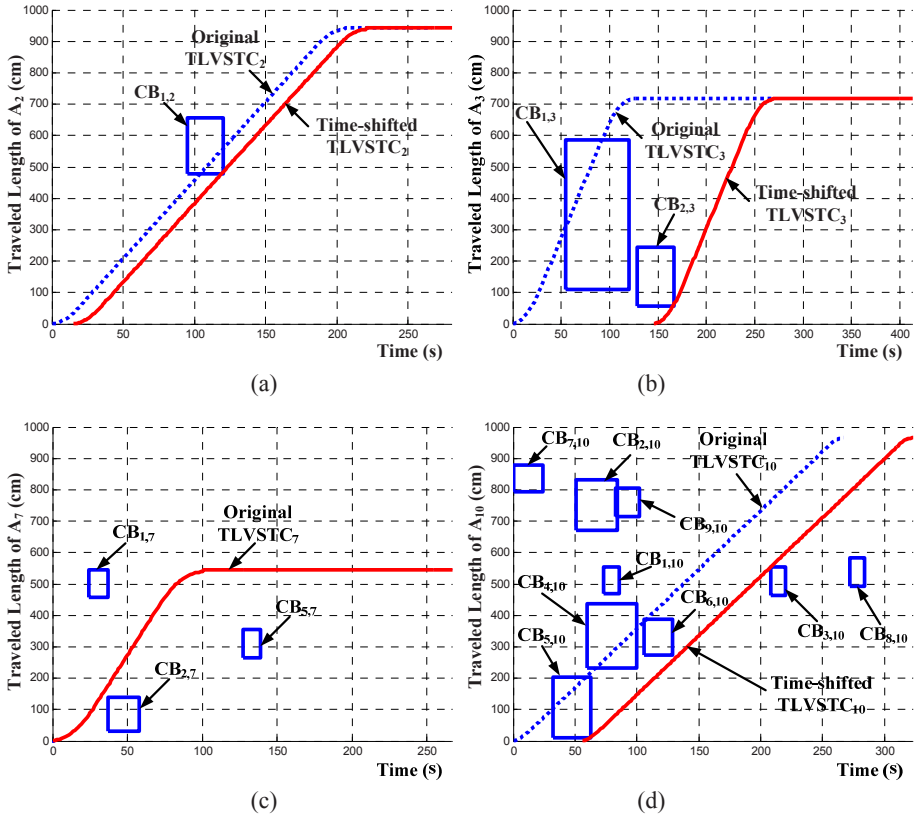 Traveled Length of A2 (cm)
1000
900
800
700
600
500
400
300
200
100
0
Original
TLVSTC2
CB1,2
Time-shifted
TLVSTC2
0 50 100 150 200 250
Time (s)
(a)
Traveled Length of A3 (cm)
1000
900
800
700
600
500
400
300
200
100
0
CB1,3
Original
TLVSTC3
CB2,3
Time-shifted
TLVSTC3
0 50 100 150 200 250 300 350 400
Time (s)
(b)
Traveled Length of A7 (cm)
1000
900
800
700
600
500
400
300
200
100
0
Original
TLVSTC7
CB1,7
CB5,7
CB2,7
0 50 100 150 200 250
Time (s)
(c)
Traveled Length of A10 (cm)
1000
900
800
700
600
500
400
300
200
100
0
CB7,10
CB2,10
Original
TLVSTC10
CB9,10
CB1,10
CB4,10
CB6,10
CB3,10
CB8,10
CB5,10
Time-shifted
TLVSTC10
0 50 100 150 200 250 300
Time (s)
(d)